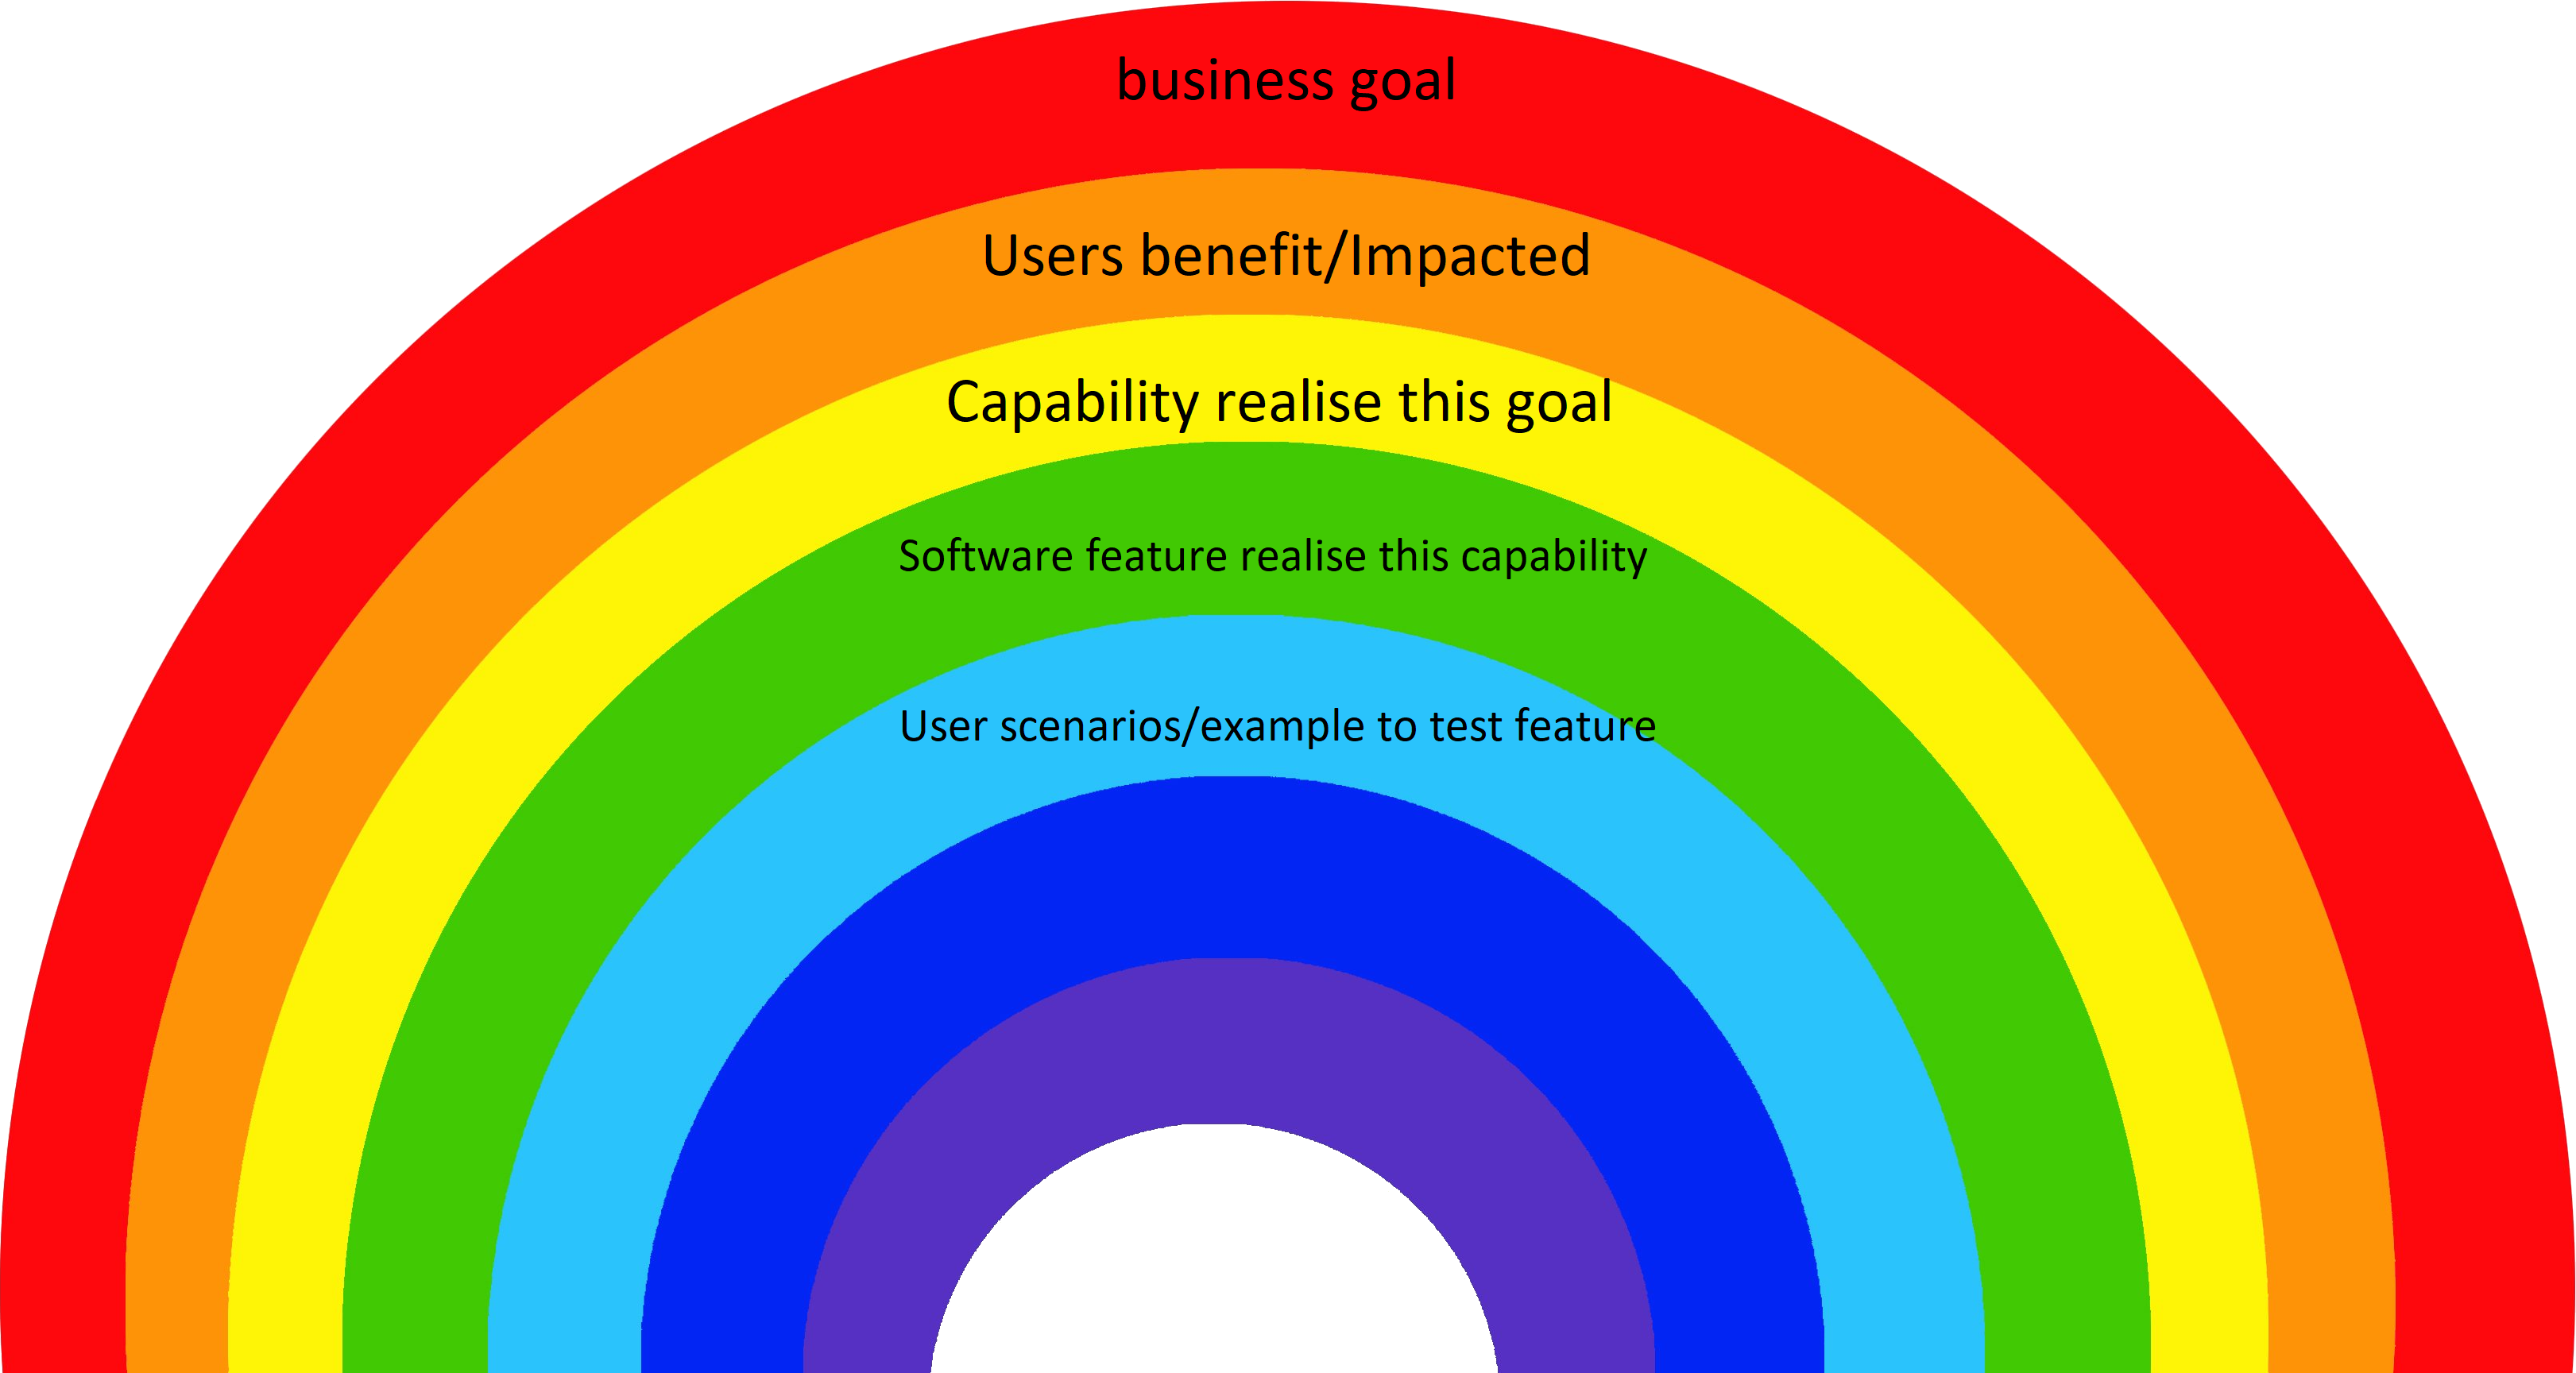 business goal
Users benefit/Impacted
Capability realise this goal
Software feature realise this capability
User scenarios/example to test feature